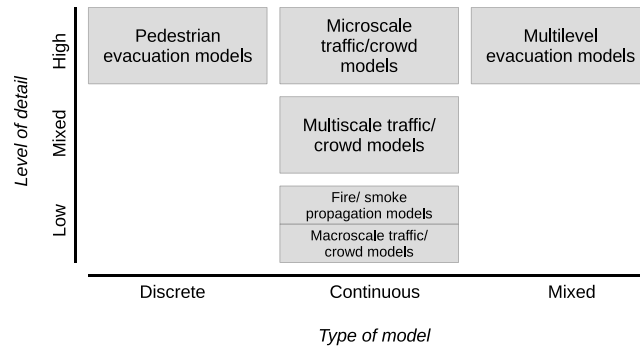 Pedestrian
evacuation models
Microscale
traffic/crowd
models
Multilevel
evacuation models
Multiscale traffic/
crowd models
Fire/ smoke
propagation models
Macroscale traffic/
crowd models
Level of detail
High
Mixed
Low
Discrete
Continuous
Mixed
Type of model